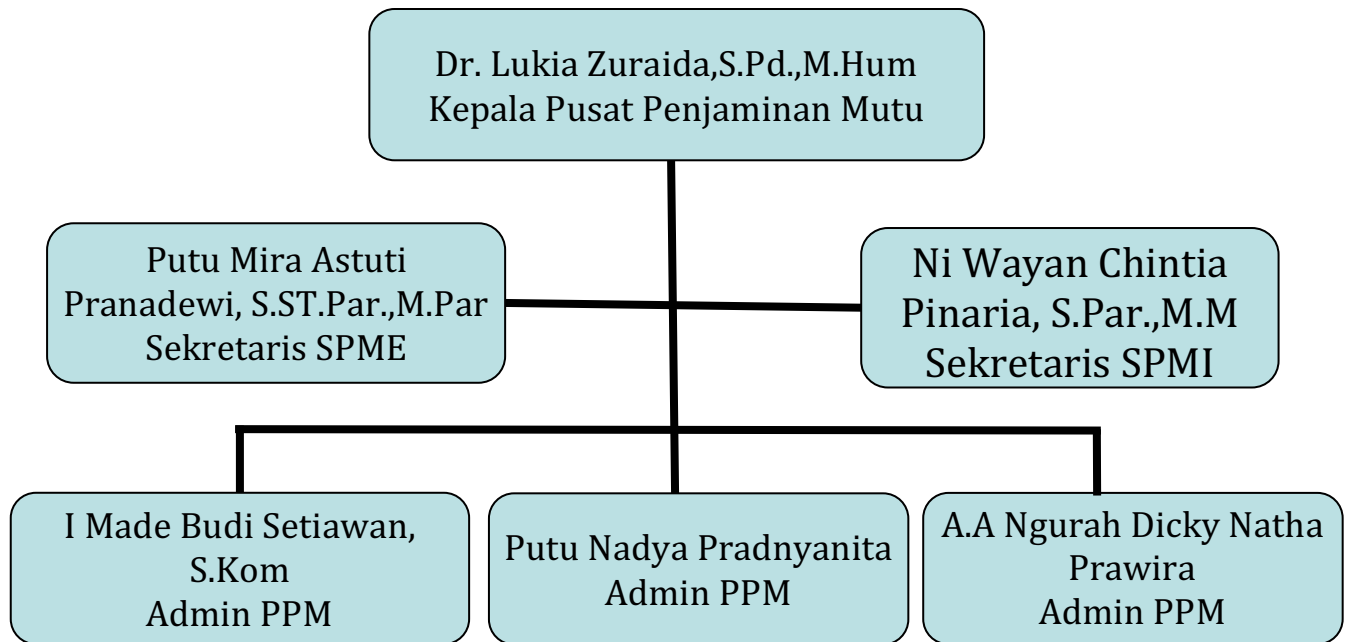 Dr. Lukia Zuraida,S.Pd.,M.Hum
Kepala Pusat Penjaminan Mutu
Putu Mira Astuti
Pranadewi, S.ST.Par.,M.Par
Sekretaris SPME
Ni Wayan Chintia
Pinaria, S.Par.,M.M
Sekretaris SPMI
I Made Budi Setiawan,
S.Kom
Admin PPM
Putu Nadya Pradnyanita
Admin PPM
A.A Ngurah Dicky Natha
Prawira
Admin PPM